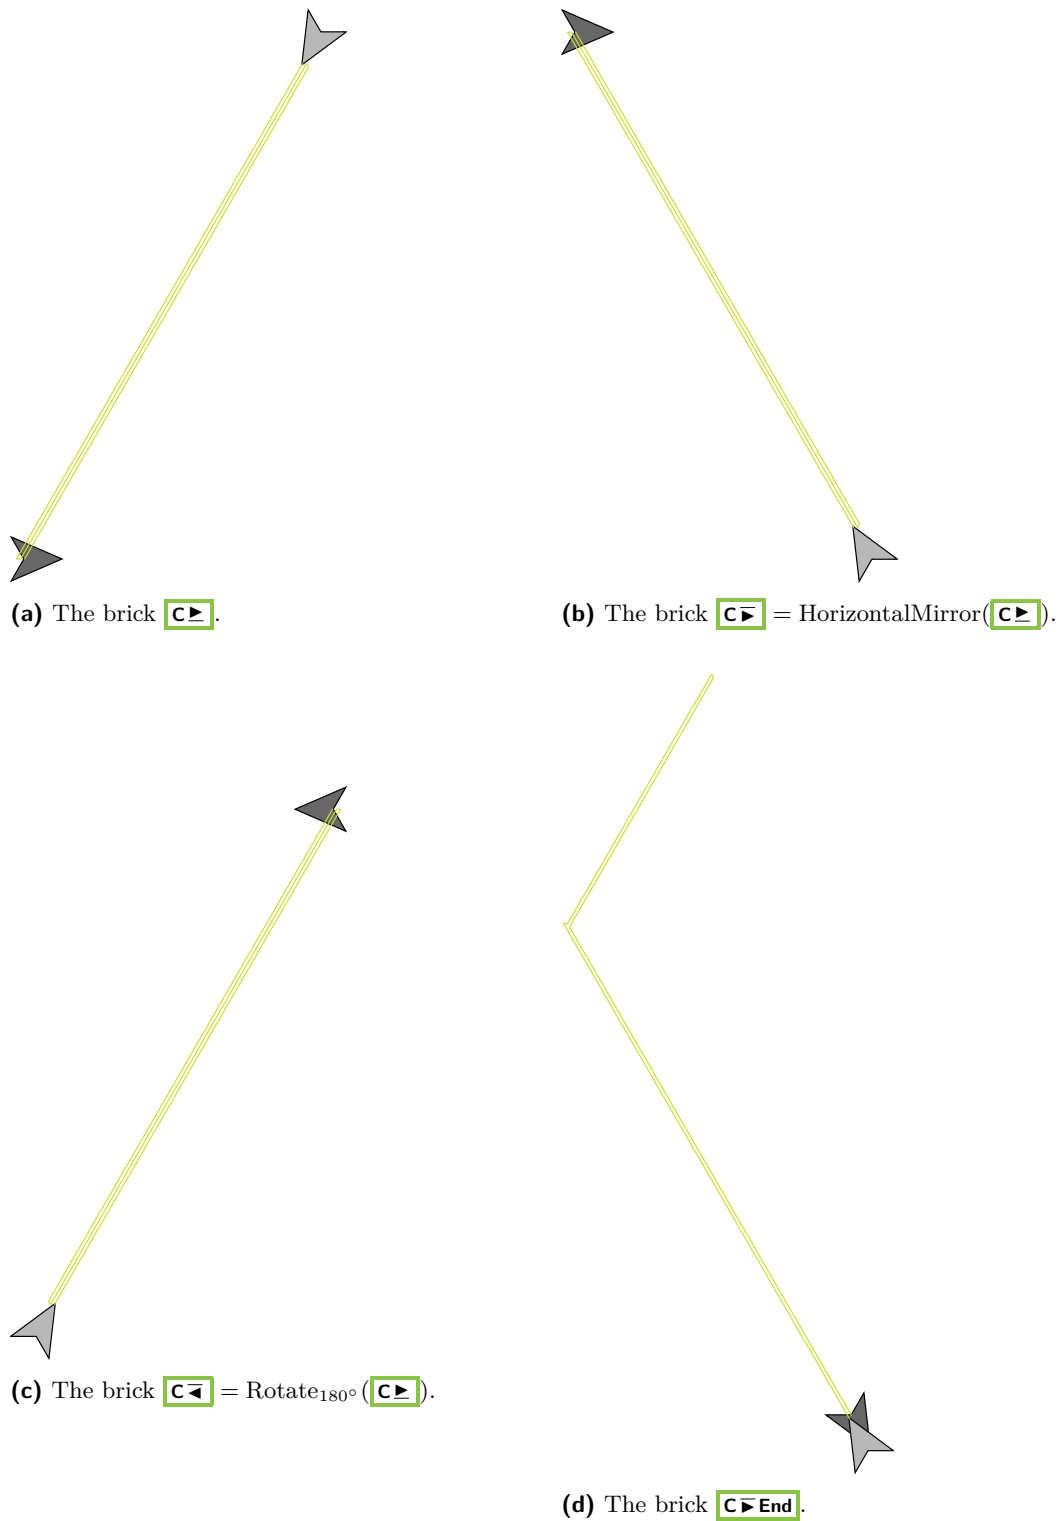 (a) The brick C▶.
(b) The brick C▶ = HorizontalMirror(C▶).
(c) The brick C◀ = Rotate180°(C▶).
(d) The brick C▶End.